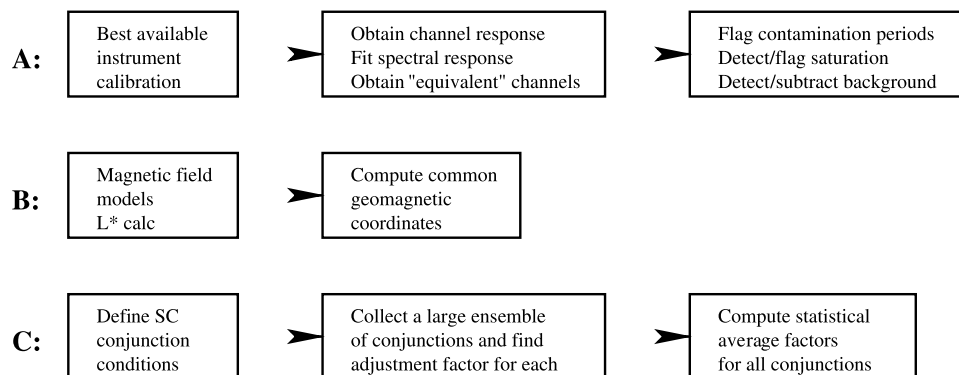 A:
Best available
instrument
calibration
Obtain channel response
Fit spectral response
Obtain "equivalent" channels
Flag contamination periods
Detect/flag saturation
Detect/subtract background
B:
Magnetic field
models
L* calc
Compute common
geomagnetic
coordinates
C:
Define SC
conjunction
conditions
Collect a large ensemble
of conjunctions and find
adjustment factor for each
Compute statistical
average factors
for all conjunctions